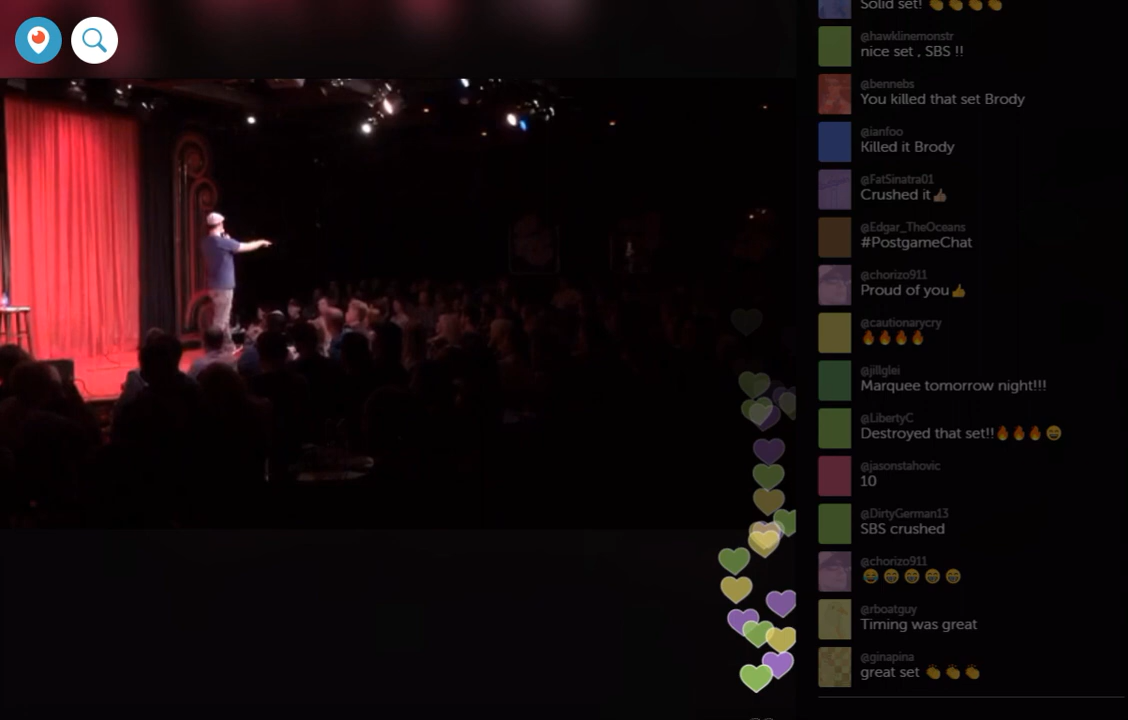 Solid set! 👏👏👏👏
@hawklinemonstr
nice set , SBS !!
@bennebs
You killed that set Brody
@ianfoo
Killed it Brody
@FatSinatra01
Crushed it👍🏼
@Edgar_TheOceans
#PostgameChat
@chorizo911
Proud of you👍
@cautionarycry
🔥🔥🔥🔥
@jillglei
Marquee tomorrow night!!!
@LibertyC
Destroyed that set!!🔥🔥🔥😄
@jasonstahovic
10
@DirtyGerman13
SBS crushed
@chorizo911
😂😁😁😁😁
@rboatguy
Timing was great
@ginapina
great set 👏👏👏